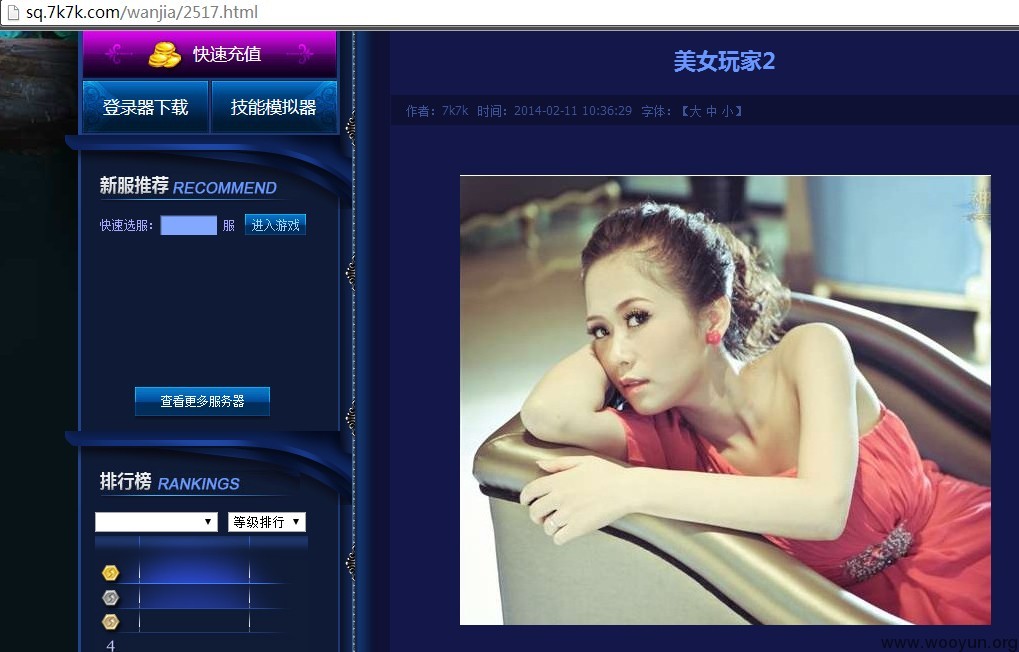 sq.7k7k.com/wanjia/2517.html
快速充值
登录器下载 技能模拟器
新服推荐 RECOMMEND
快速选服： 服 进入游戏
查看更多服务器
排行榜 RANKINGS
等级排行
4
美女玩家2
作者：7k7k 时间：2014-02-11 10:36:29 字体：【大 中 小】
www.wooyun.org